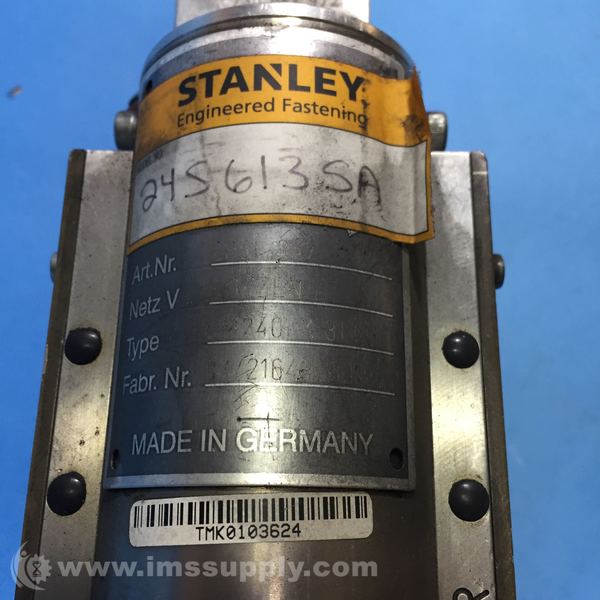 STANLEY
Engineered Fastening
24S613SA
Art.Nr.
Netz V
Type
Fabr. Nr.
MADE IN GERMANY
TMK0103624
R
www.imssupply.com